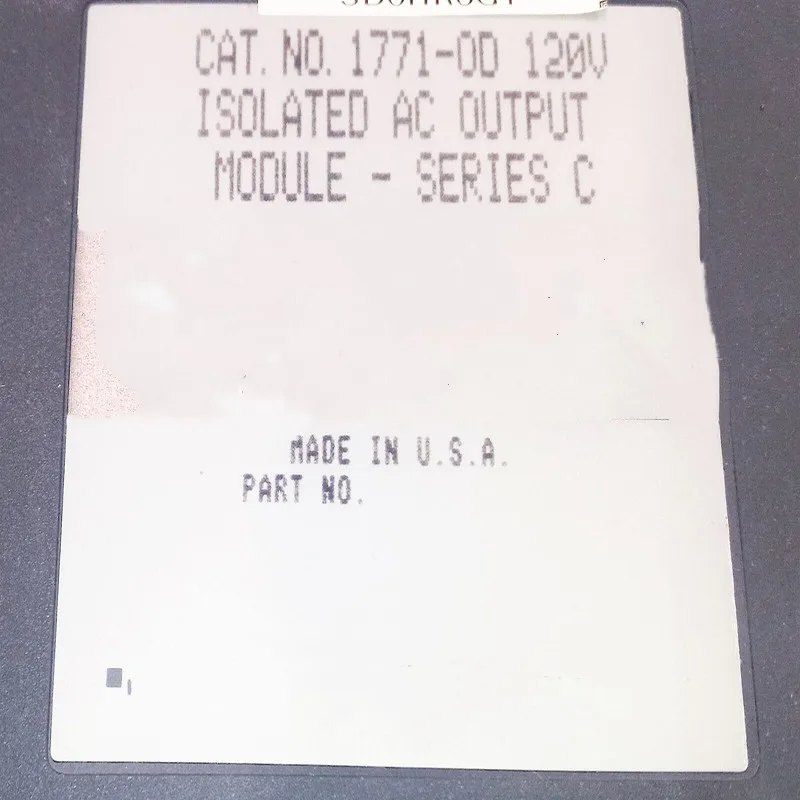 CAT. NO. 1771-OD 120V
ISOLATED AC OUTPUT
MODULE - SERIES C
MADE IN U.S.A.
PART NO.